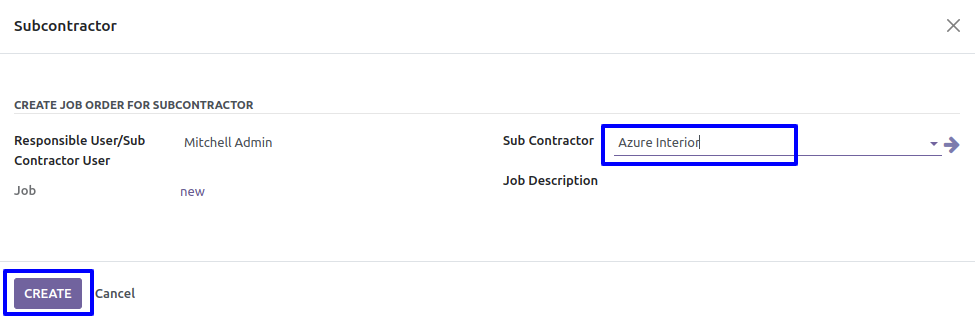 Subcontractor
CREATE JOB ORDER FOR SUBCONTRACTOR
Responsible User/Sub
Contractor User
Mitchell Admin
Job
new
Sub Contractor
Azure Interior
Job Description
CREATE
Cancel